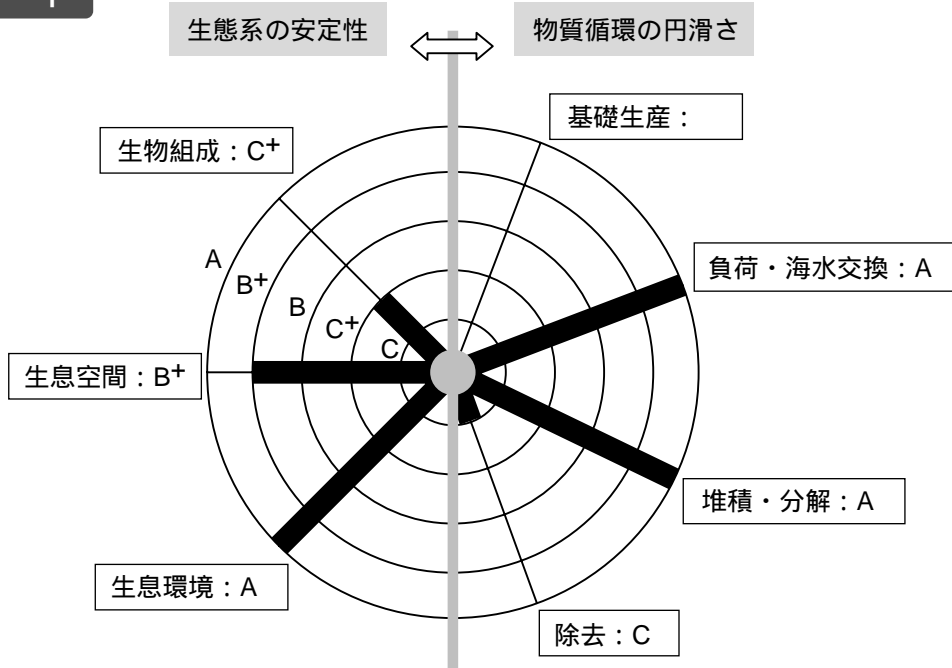 生態系の安定性
物質循環の円滑さ
基礎生産：
生物組成：C+
A
B+
負荷・海水交換：A
B
C+
C
生息空間：B+
堆積・分解：A
生息環境：A
除去：C